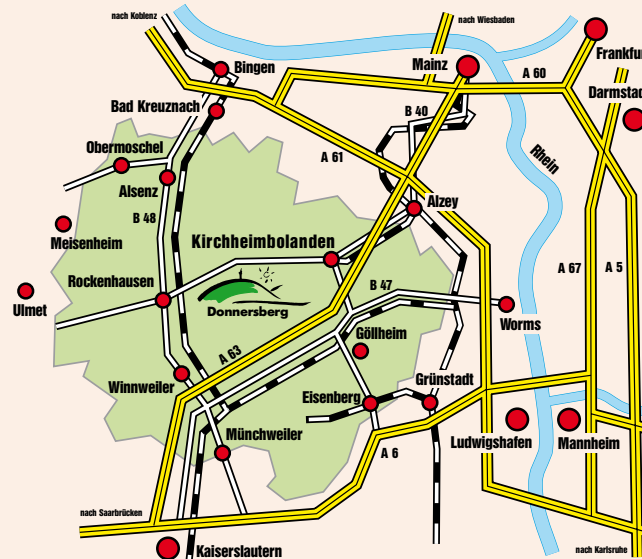 nach Koblenz
nach Wiesbaden
Bingen
Mainz
Frankfu
A 60
Darmstad
Bad Kreuznach
B 40
Obermoschel
A 61
Rhein
Alsenz
Alzey
B 48
Meisenheim
Kirchheimbolanden
A 67
A 5
Rockenhausen
B 47
Donnersberg
Ulmet
Worms
Göllheim
A 63
Winnweiler
Grünstadt
Eisenberg
Münchweiler
Ludwigshafen
Mannheim
A 6
nach Saarbrücken
nach Karlsruhe
Kaiserslautern